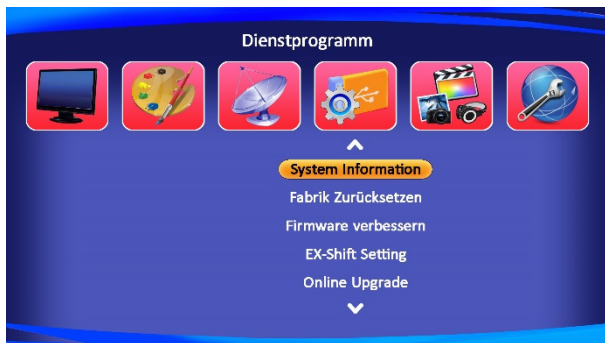 Dienstprogramm
System Information
Fabrik Zurücksetzen
Firmware verbessern
EX-Shift Setting
Online Upgrade